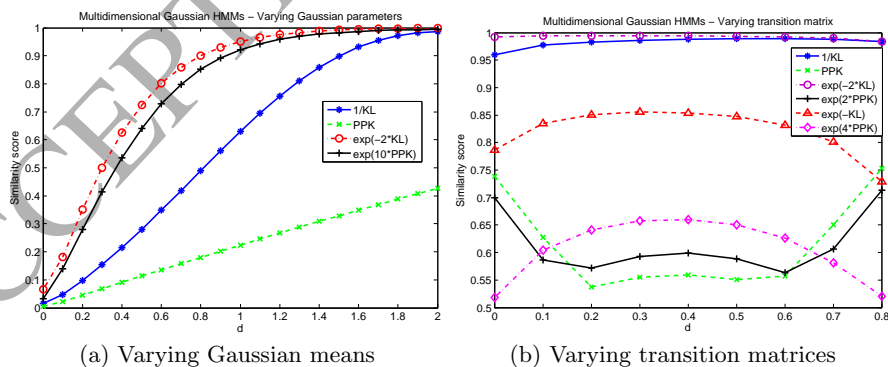 Multidimensional Gaussian HMMs − Varying Gaussian parameters
1
0.9
0.8
0.7
0.6
0.5
0.4
0.3
0.2
0.1
0
Similarity score
1/KL
PPK
exp(−2*KL)
exp(10*PPK)
0 0.2 0.4 0.6 0.8 1 1.2 1.4 1.6 1.8 2
d
(a) Varying Gaussian means
Multidimensional Gaussian HMMs − Varying transition matrix
1
0.95
0.9
0.85
0.8
0.75
0.7
0.65
0.6
0.55
0.5
Similarity score
1/KL
PPK
exp(−2*KL)
exp(2*PPK)
exp(−KL)
exp(4*PPK)
0 0.1 0.2 0.3 0.4 0.5 0.6 0.7 0.8
d
(b) Varying transition matrices
CCEPT